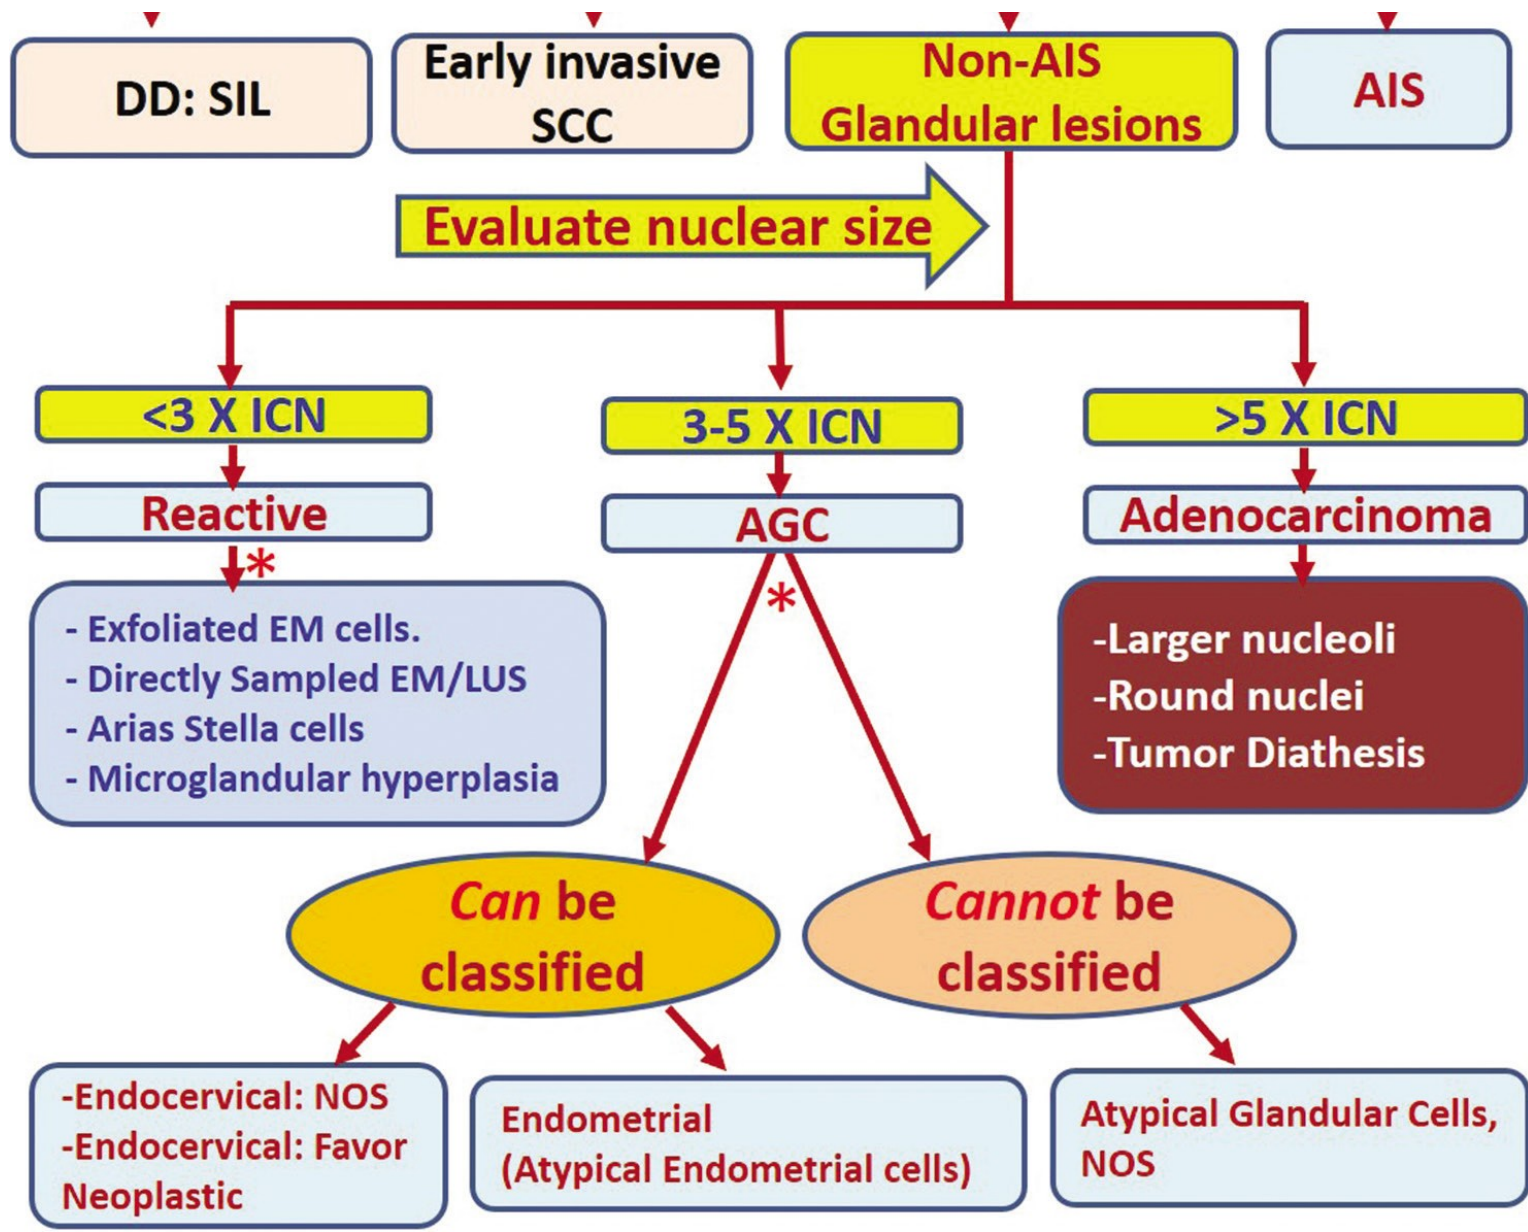 DD: SIL
Early invasive
SCC
Non-AIS
Glandular lesions
AIS
Evaluate nuclear size
<3 X ICN
3-5 X ICN
>5 X ICN
Reactive
AGC
Adenocarcinoma
*
*
- Exfoliated EM cells.
- Directly Sampled EM/LUS
- Arias Stella cells
- Microglandular hyperplasia
-Larger nucleoli
-Round nuclei
-Tumor Diathesis
Can be
classified
Cannot be
classified
-Endocervical: NOS
-Endocervical: Favor
Neoplastic
Endometrial
(Atypical Endometrial cells)
Atypical Glandular Cells,
NOS